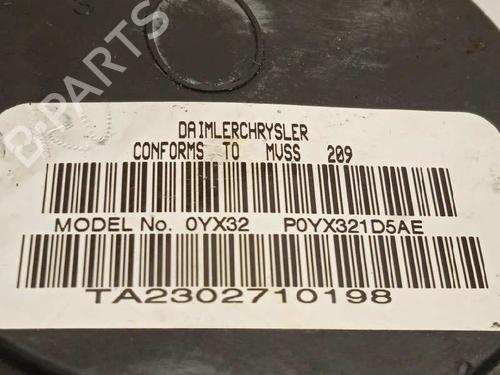 DAIMLERCHRYSLER
CONFORMS TO MVSS 209
MODEL No. 0YX32 P0YX321D5AE
TA2302710198
B-PARTS